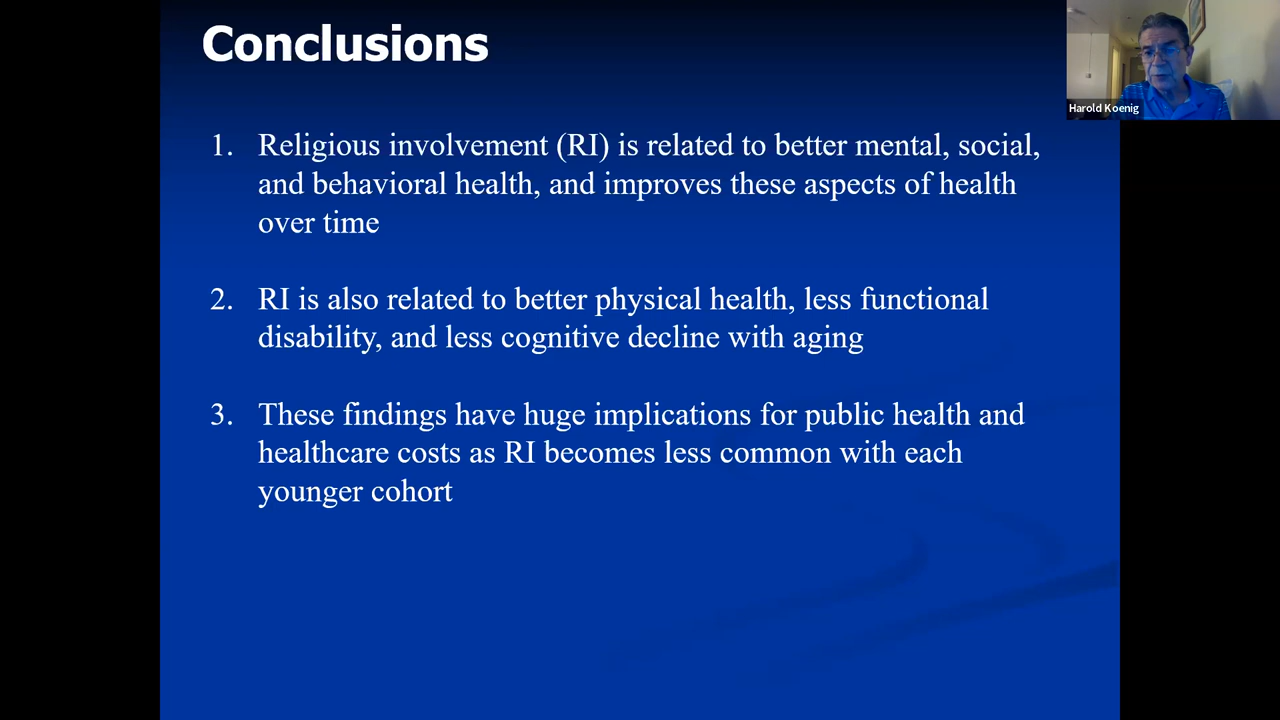 Conclusions
Harold Koenig
1. Religious involvement (RI) is related to better mental, social,
and behavioral health, and improves these aspects of health
over time
2. RI is also related to better physical health, less functional
disability, and less cognitive decline with aging
3. These findings have huge implications for public health and
healthcare costs as RI becomes less common with each
younger cohort